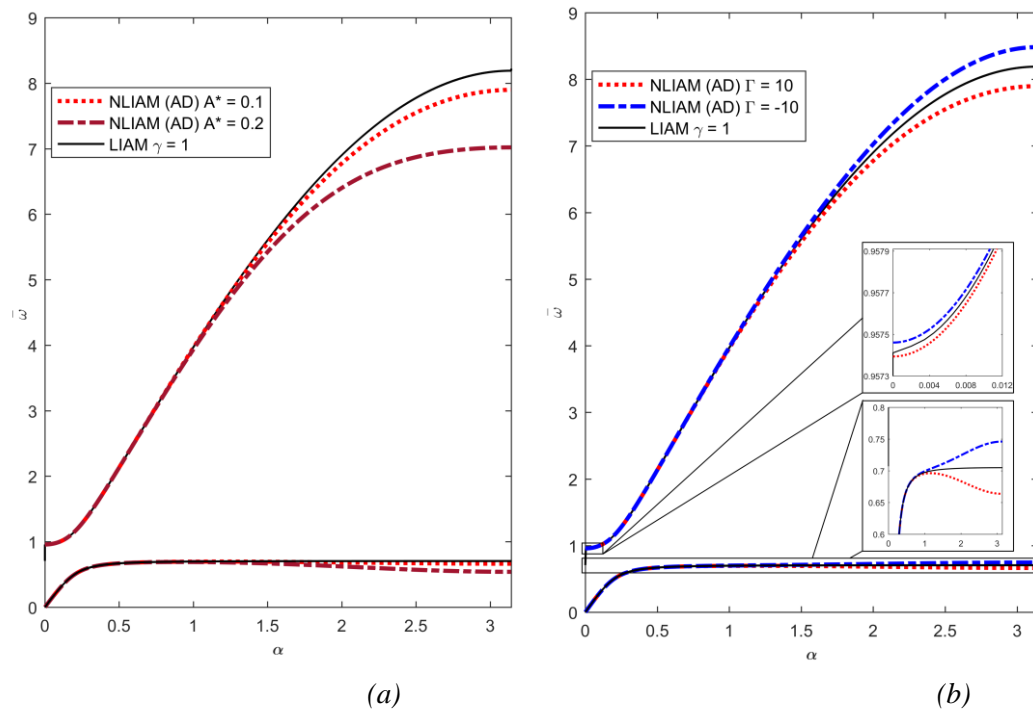 9
8
7
6
5
4
3
2
1
0
ω̄
NLIAM (AD) A* = 0.1
NLIAM (AD) A* = 0.2
LIAM γ = 1
0 0.5 1 1.5 2 2.5 3
α
(a)
9
8
7
6
5
4
3
2
1
0
ω̄
NLIAM (AD) Γ = 10
NLIAM (AD) Γ = -10
LIAM γ = 1
0.9579
0.9577
0.9575
0.9573
0 0.004 0.008 0.012
0.8
0.75
0.7
0.65
0.6
0 1 2 3
0 0.5 1 1.5 2 2.5 3
α
(b)